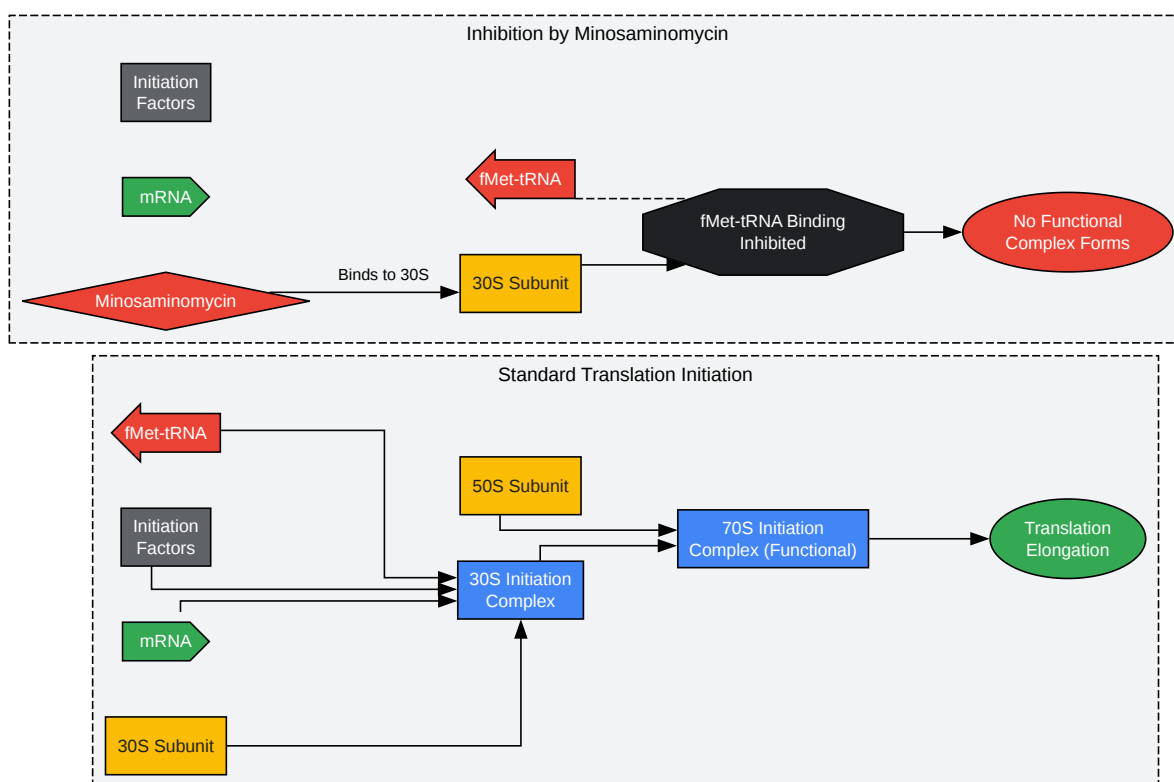 Inhibition by Minosaminomycin
Initiation
Factors
mRNA
fMet-tRNA
fMet-tRNA Binding
Inhibited
No Functional
Complex Forms
Binds to 30S
30S Subunit
Minosaminomycin
Standard Translation Initiation
fMet-tRNA
50S Subunit
Initiation
Factors
70S Initiation
Complex (Functional)
Translation
Elongation
30S Initiation
Complex
mRNA
30S Subunit